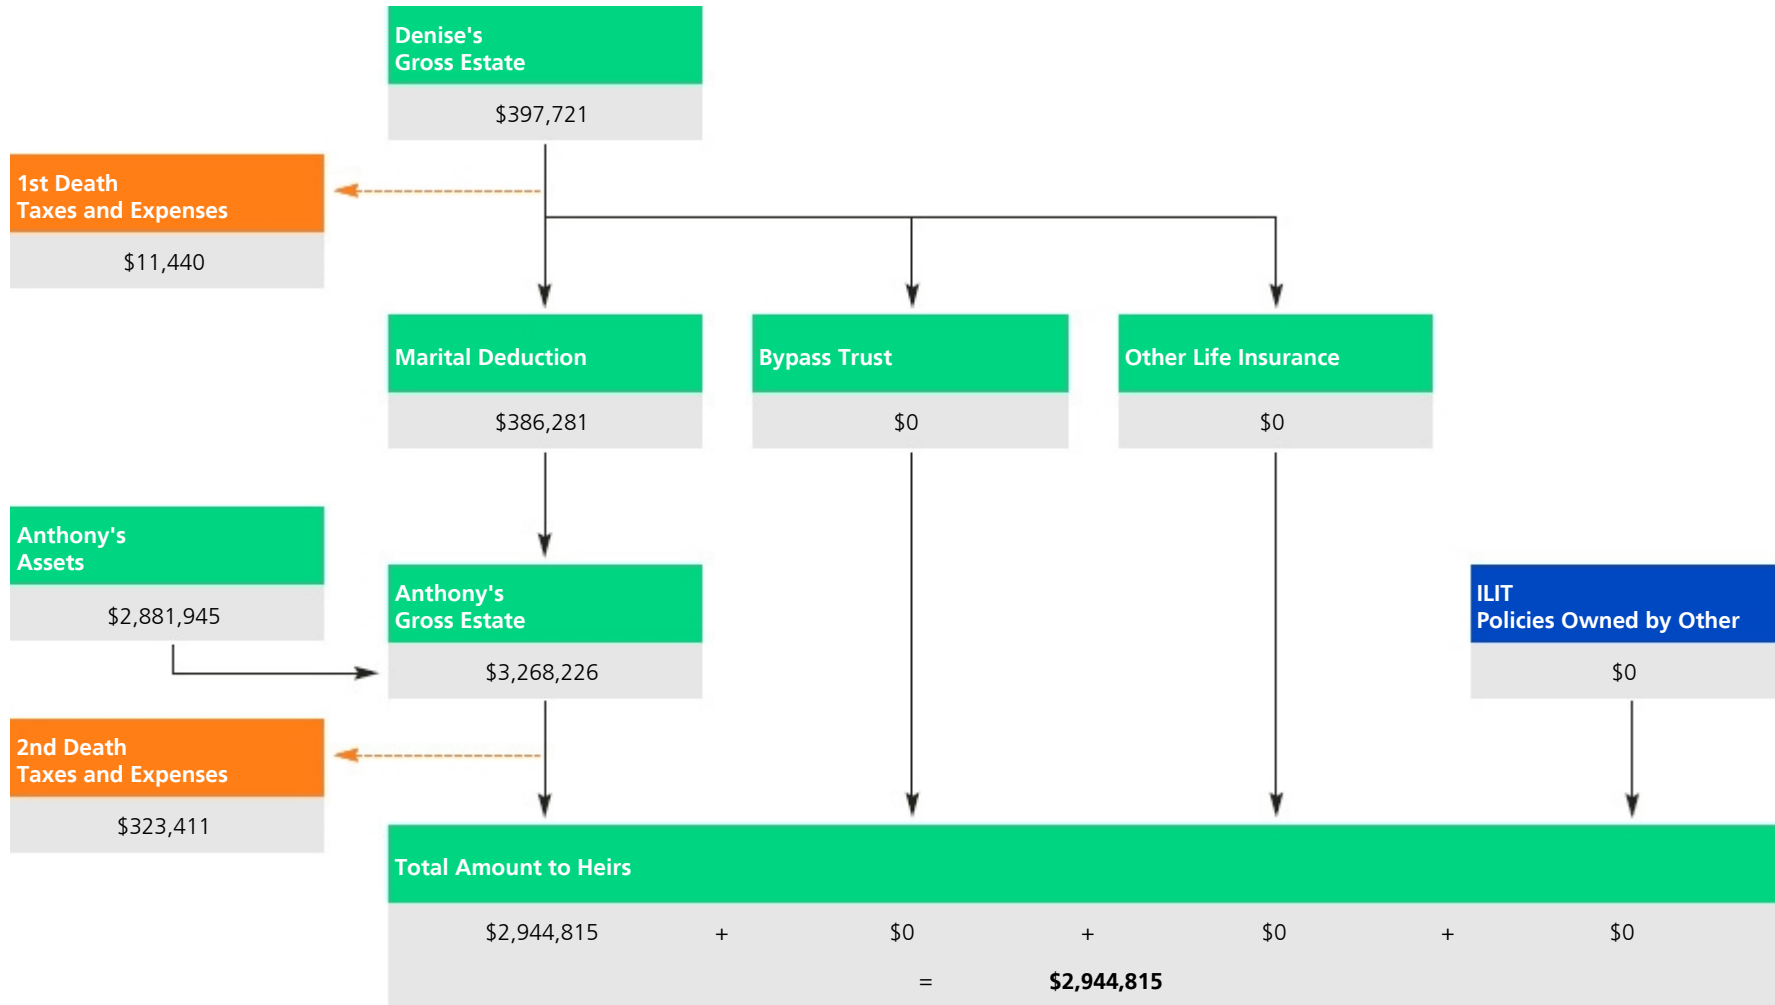 Denise's
Gross Estate
$397,721
1st Death
Taxes and Expenses
$11,440
Marital Deduction
$386,281
Bypass Trust
$0
Other Life Insurance
$0
Anthony's
Assets
$2,881,945
Anthony's
Gross Estate
$3,268,226
ILIT
Policies Owned by Other
$0
2nd Death
Taxes and Expenses
$323,411
Total Amount to Heirs
$2,944,815 + $0 + $0 + $0
= $2,944,815